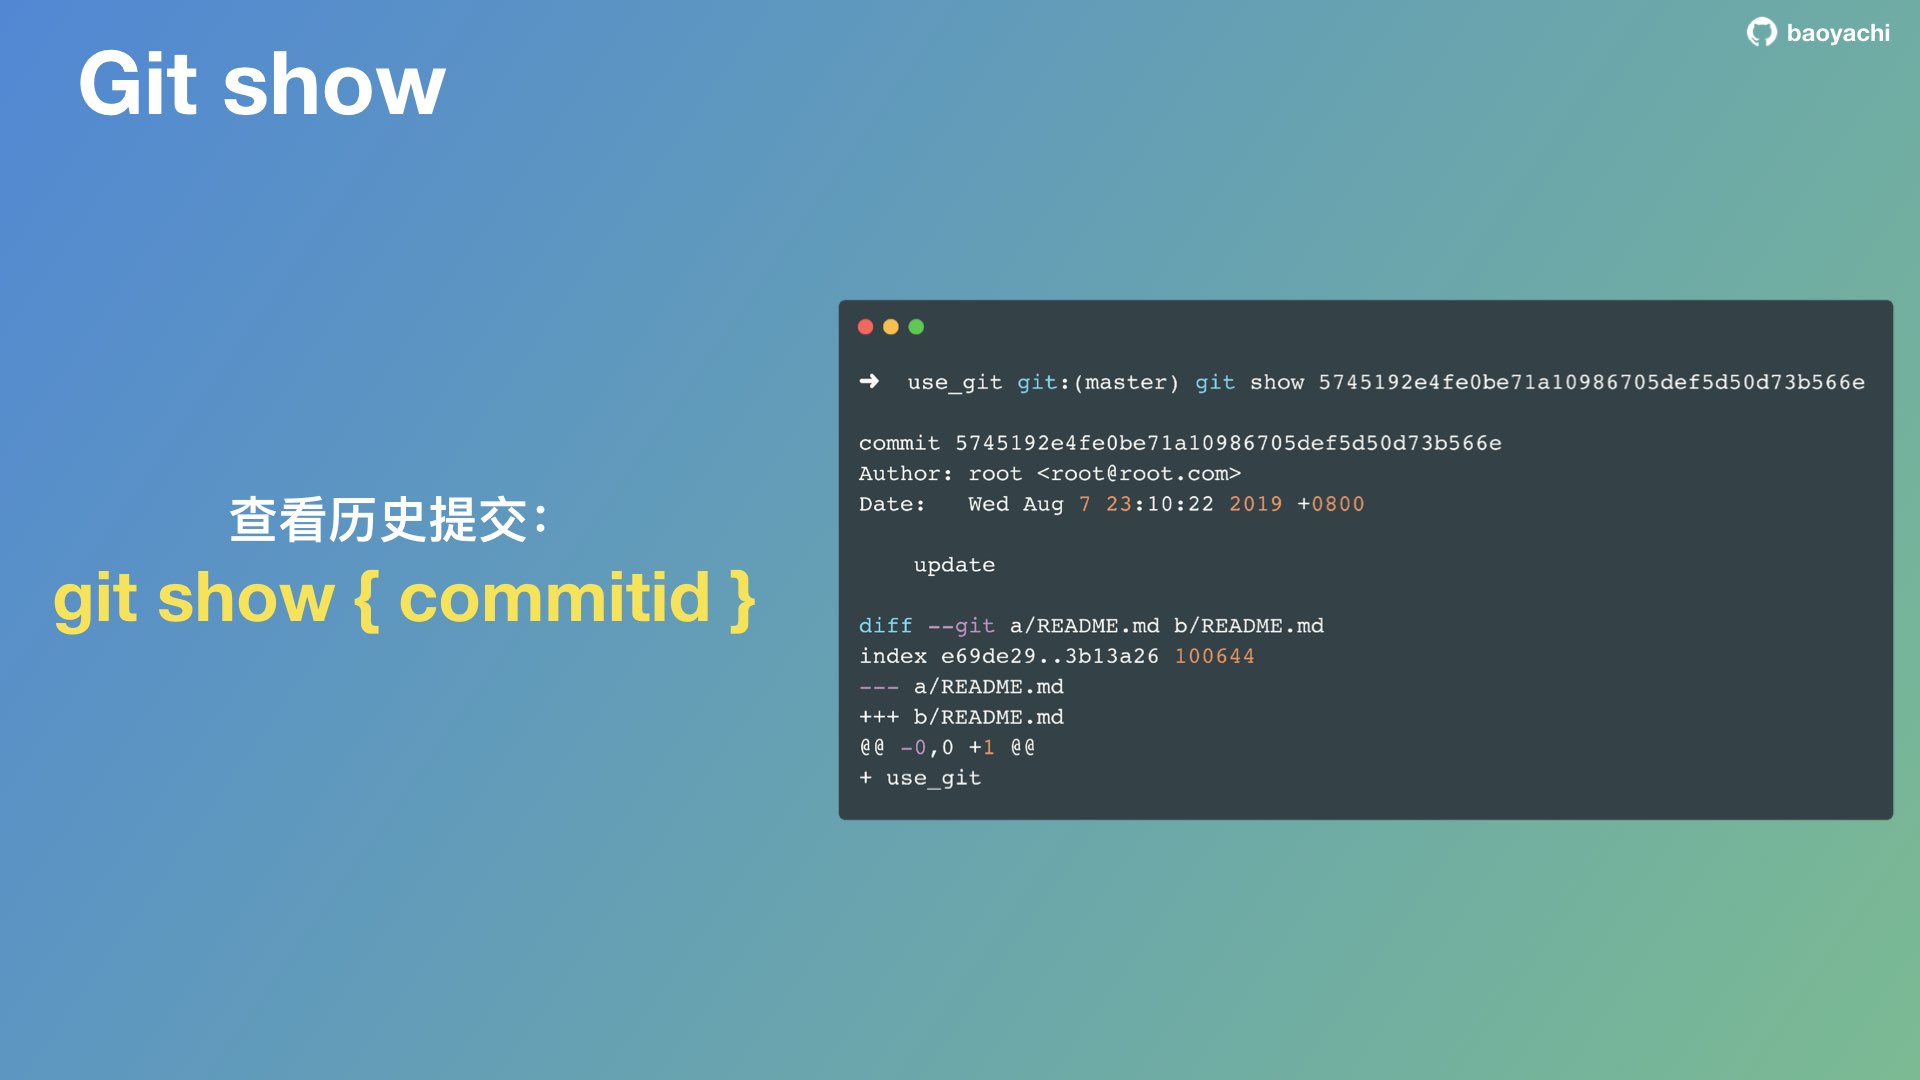 Git show
baoyachi
查看历史提交：
git show { commitid }
➜  use_git git:(master) git show 5745192e4fe0be71a10986705def5d50d73b566e
commit 5745192e4fe0be71a10986705def5d50d73b566e
Author: root <root@root.com>
Date:   Wed Aug 7 23:10:22 2019 +0800
    update
diff --git a/README.md b/README.md
index e69de29..3b13a26 100644
--- a/README.md
+++ b/README.md
@@ -0,0 +1 @@
+ use_git